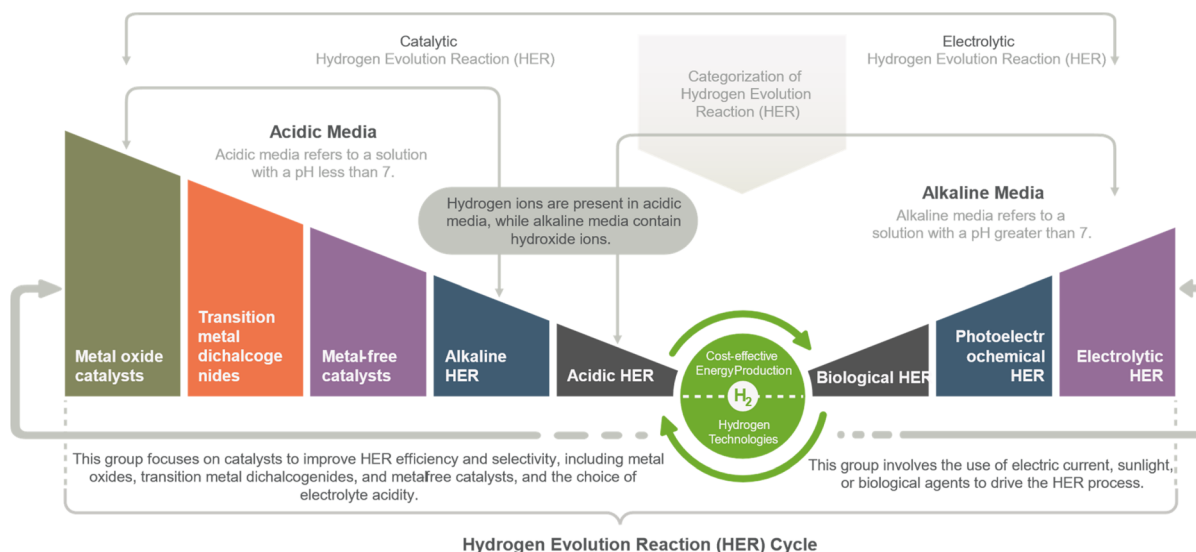 Catalytic
Hydrogen Evolution Reaction (HER)
Electrolytic
Hydrogen Evolution Reaction (HER)
Categorization of
Hydrogen Evolution
Reaction (HER)
Acidic Media
Acidic media refers to a solution
with a pH less than 7.
Hydrogen ions are present in acidic
media, while alkaline media contain
hydroxide ions.
Alkaline Media
Alkaline media refers to a
solution with a pH greater than 7.
Metal oxide
catalysts
Transition
metal
dichalcoge
nides
Metal-free
catalysts
Alkaline
HER
Acidic HER
Cost-effective
EnergyProduction
H₂
Hydrogen
Technologies
Biological HER
Photoelectr
ochemical
HER
Electrolytic
HER
This group focuses on catalysts to improve HER efficiency and selectivity, including metal
oxides, transition metal dichalcogenides, and metalfree catalysts, and the choice of
electrolyte acidity.
This group involves the use of electric current, sunlight,
or biological agents to drive the HER process.
Hydrogen Evolution Reaction (HER) Cycle